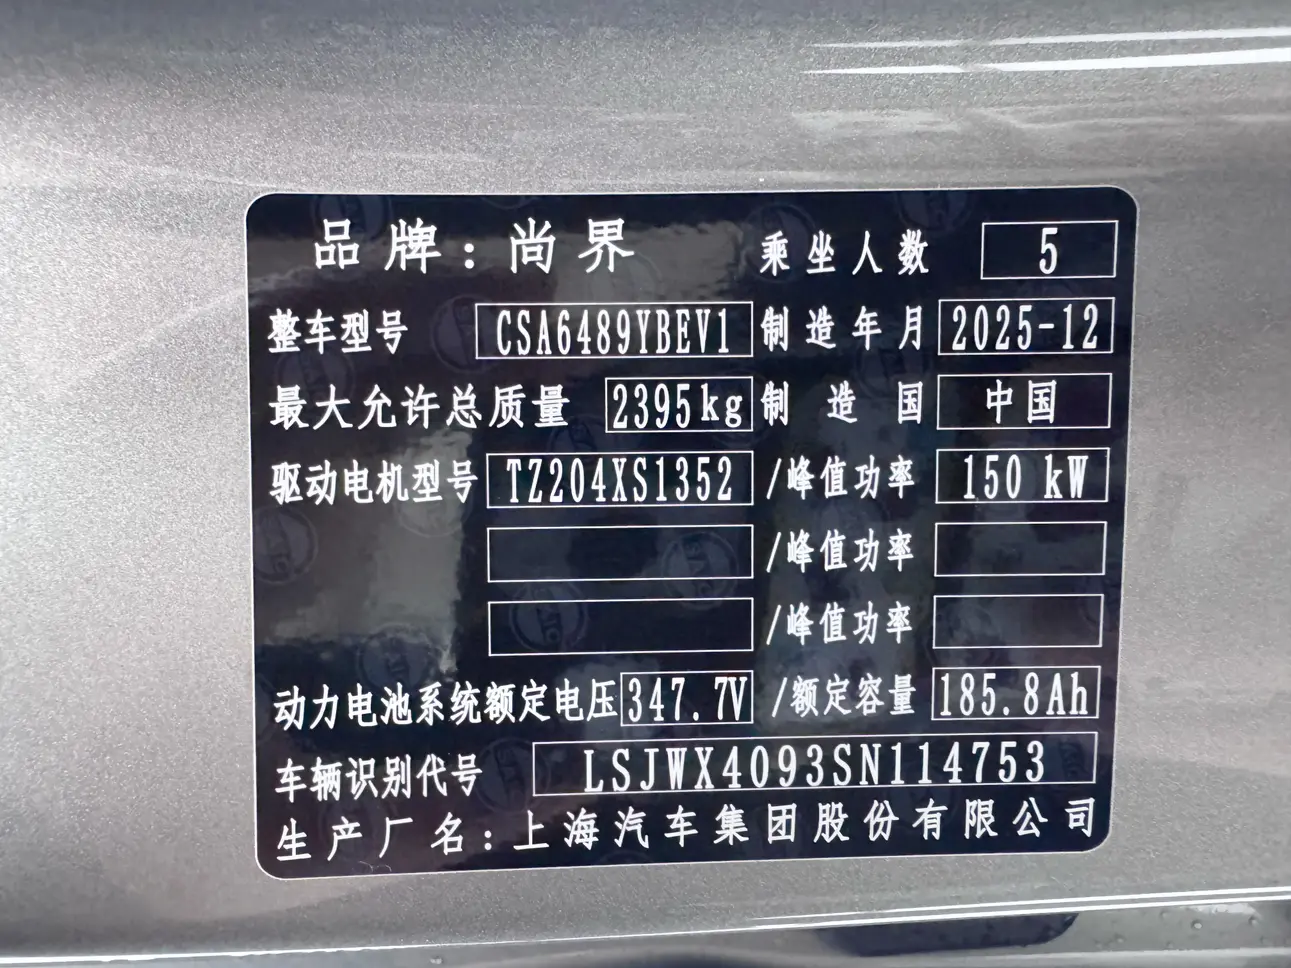 品牌：尚界 乘坐人数 5
整车型号 CSA6489YBEV1 制造年月 2025-12
最大允许总质量 2395kg 制造国 中国
驱动电机型号 TZ204XS1352 /峰值功率 150 kW
/峰值功率
/峰值功率
动力电池系统额定电压 347.7V /额定容量 185.8Ah
车辆识别代号 LSJWX4093SN114753
生产厂名：上海汽车集团股份有限公司